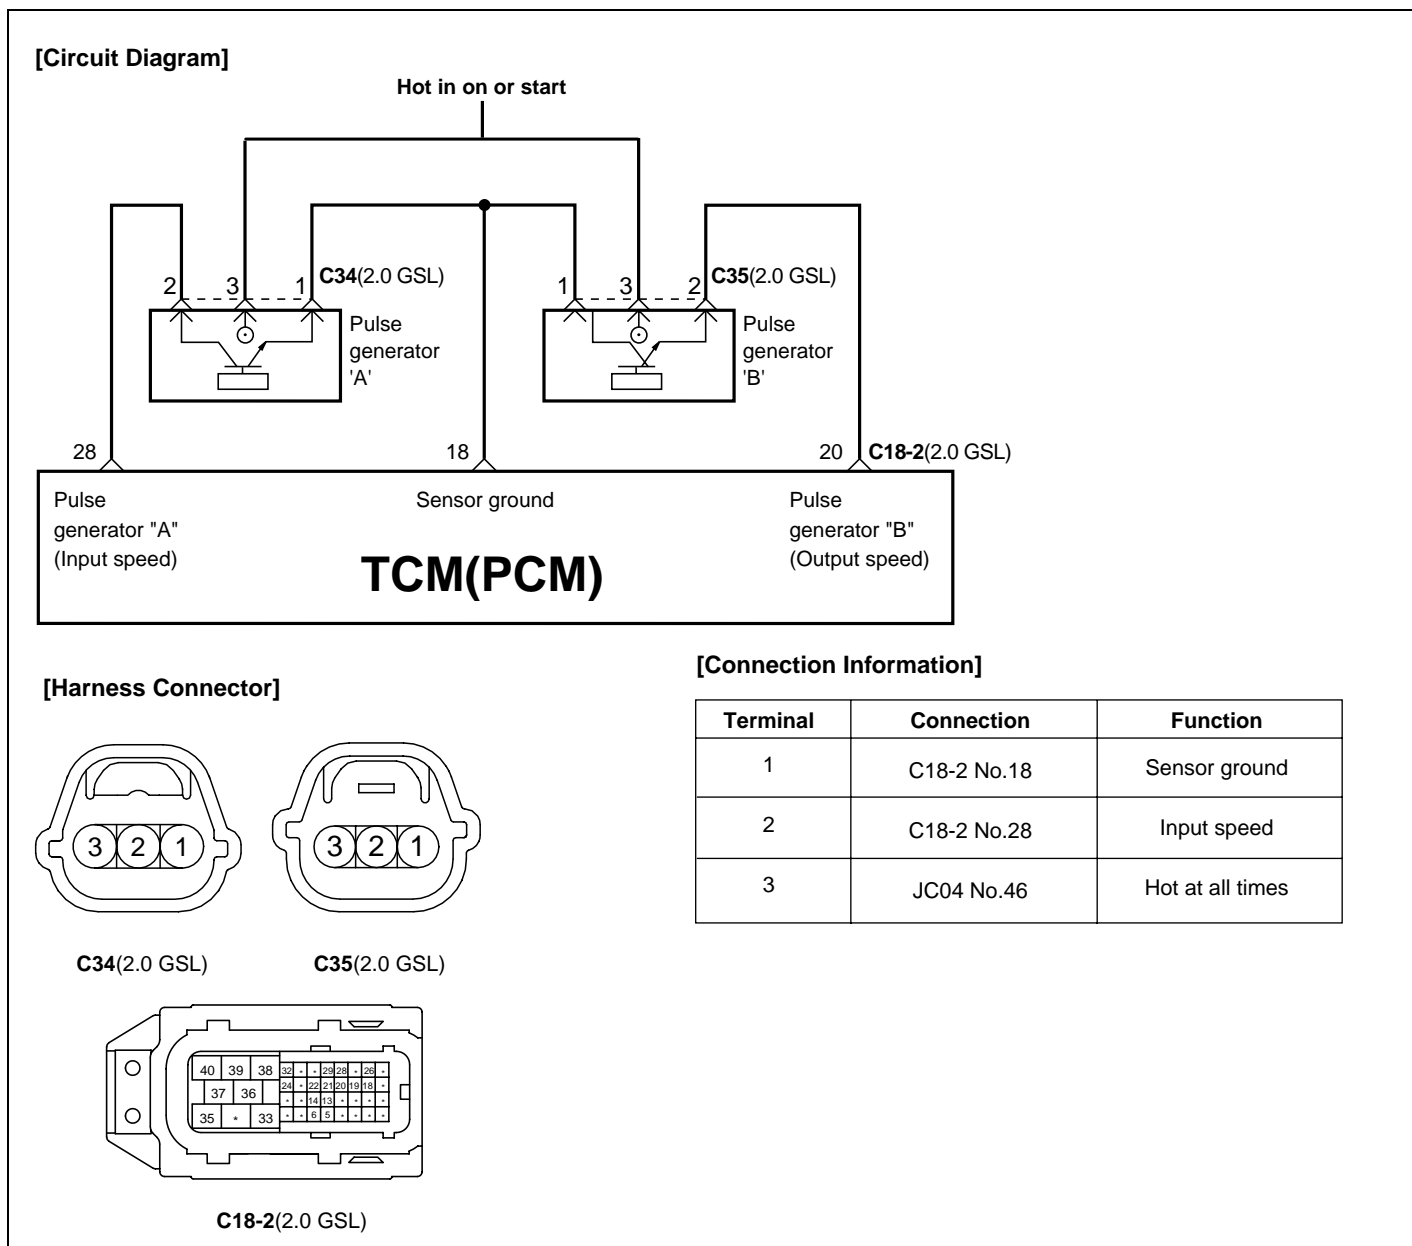 [Circuit Diagram]
Hot in on or start
2 3 1 C34(2.0 GSL)
1 3 2 C35(2.0 GSL)
Pulse
generator
'A'
Pulse
generator
'B'
28 18 20 C18-2(2.0 GSL)
Pulse
generator "A"
(Input speed)
Sensor ground
Pulse
generator "B"
(Output speed)
TCM(PCM)
[Harness Connector]
3 2 1
3 2 1
C34(2.0 GSL) C35(2.0 GSL)
40 39 38 32 * * 29 28 * 26 *
37 36 24 * 22 21 20 19 18 *
* * 14 13 * * * *
35 * 33 * * 6 5 * * * *
C18-2(2.0 GSL)
[Connection Information]
Terminal Connection Function
1 C18-2 No.18 Sensor ground
2 C18-2 No.28 Input speed
3 JC04 No.46 Hot at all times